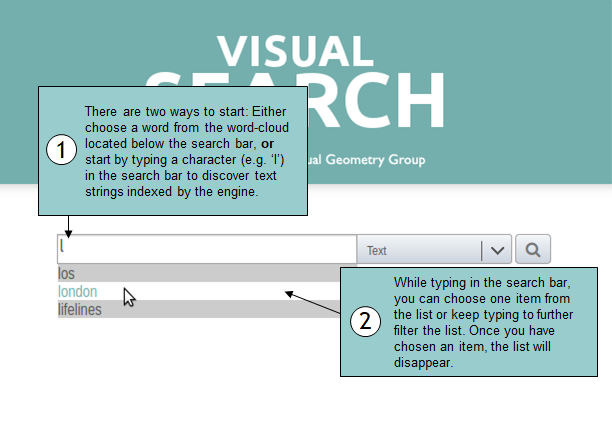 VISUAL
SEARCH
ual Geometry Group
1
There are two ways to start: Either
choose a word from the word-cloud
located below the search bar, or
start by typing a character (e.g. ‘l’)
in the search bar to discover text
strings indexed by the engine.
l
Text
los
london
lifelines
2
While typing in the search bar,
you can choose one item from
the list or keep typing to further
filter the list. Once you have
chosen an item, the list will
disappear.